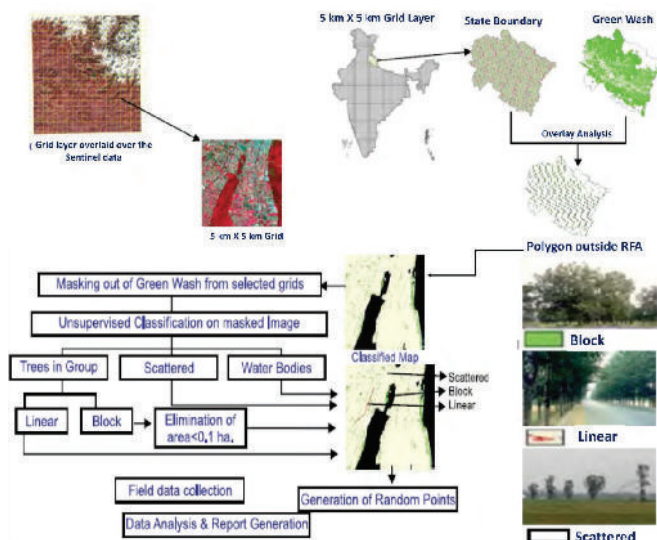 5 km X 5 km Grid Layer
State Boundary
Green Wash
( Grid layer overlaid over the
Sentinel data
Overlay Analysis
5 km X 5 km Grid
Polygon outside RFA
Masking out of Green Wash from selected grids
Unsupervised Classification on masked Image
Classified Map
Block
Trees in Group
Scattered
Water Bodies
Scattered
Block
Linear
Linear
Block
Elimination of
area<0.1 ha.
Linear
Field data collection
Generation of Random Points
Data Analysis & Report Generation
Scattered